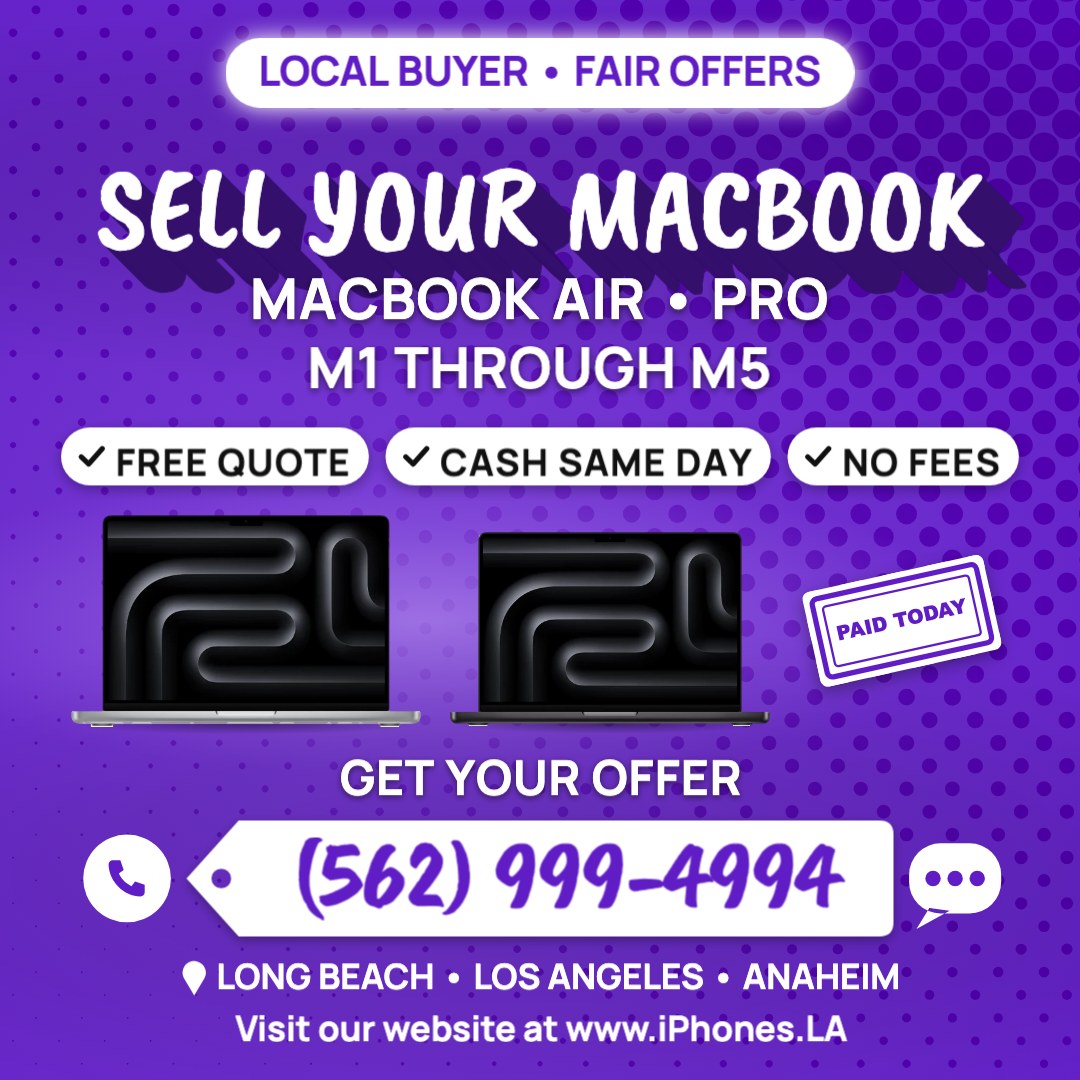 LOCAL BUYER • FAIR OFFERS
SELL YOUR MACBOOK
MACBOOK AIR • PRO
M1 THROUGH M5
✓ FREE QUOTE ✓ CASH SAME DAY ✓ NO FEES
PAID TODAY
GET YOUR OFFER
(562) 999-4994
LONG BEACH • LOS ANGELES • ANAHEIM
Visit our website at www.iPhones.LA